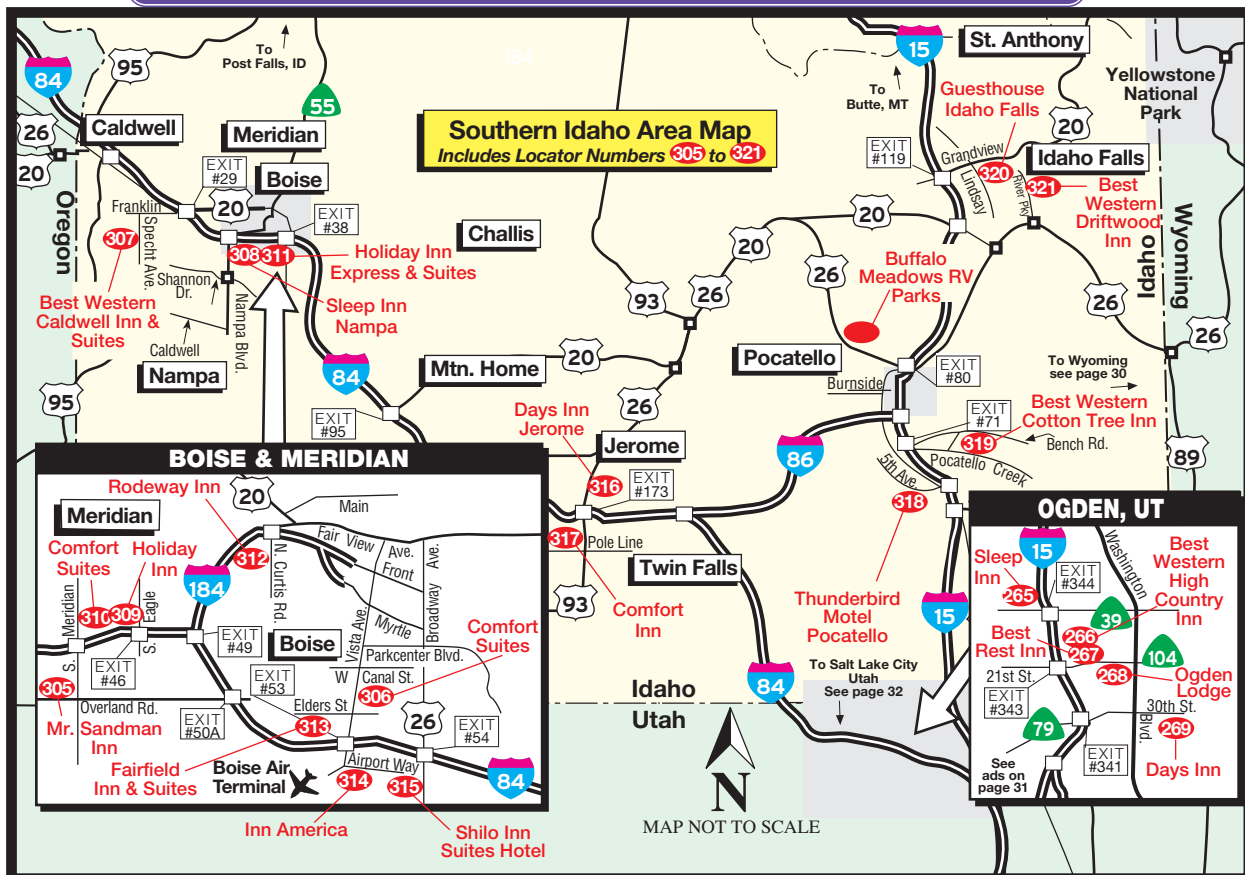 To
Post Falls, ID
95
84
26
20
Caldwell
Meridian
55
EXIT
#29
Boise
20
EXIT
#38
Oregon
Franklin
Specht Ave.
307
308
311
Holiday Inn
Express & Suites
Sleep Inn
Nampa
Shannon
Dr.
Nampa Blvd.
Best Western
Caldwell Inn &
Suites
Caldwell
Nampa
95
84
EXIT
#95
Mtn. Home
Southern Idaho Area Map
Includes Locator Numbers 305 to 321
Challis
93
26
20
20
26
20
26
15
St. Anthony
To
Butte, MT
Yellowstone
National
Park
Guesthouse
Idaho Falls
20
EXIT
#119
Grandview
320
Idaho Falls
Lindsay
River Pky
321
Best
Western
Driftwood
Inn
Wyoming
Idaho
20
26
Buffalo
Meadows RV
Parks
26
26
Pocatello
EXIT
#80
Burnside
To Wyoming
see page 30
EXIT
#71
Best Western
Cotton Tree Inn
319
Bench Rd.
Pocatello Creek
5th Ave.
318
89
86
Days Inn
Jerome
Jerome
316
EXIT
#173
317
Pole Line
Twin Falls
93
Comfort
Inn
Thunderbird
Motel
Pocatello
15
To Salt Lake City
Utah
See page 32
84
Idaho
Utah
N
MAP NOT TO SCALE
BOISE & MERIDIAN
Rodeway Inn
20
Main
Meridian
Comfort
Suites
Holiday
Inn
312
N. Curtis Rd.
Fair View
Ave.
Front
Myrtle
Broadway Ave.
Vista Ave.
184
310
309
S. Meridian
S. Eagle
EXIT
#46
EXIT
#49
Boise
Parkcenter Blvd.
Comfort
Suites
W
Canal St.
306
305
Overland Rd.
EXIT
#53
Elders St
26
Mr. Sandman
Inn
EXIT
#50A
313
EXIT
#54
Fairfield
Inn & Suites
Boise Air
Terminal
Airport Way
314
315
84
Inn America
Shilo Inn
Suites Hotel
OGDEN, UT
15
Washington
Blvd.
Sleep
Inn
265
EXIT
#344
Best
Western
High
Country
Inn
39
266
Best
Rest Inn
267
104
21st St.
268
Ogden
Lodge
EXIT
#343
30th St.
79
269
Days Inn
See
ads on
page 31
EXIT
#341